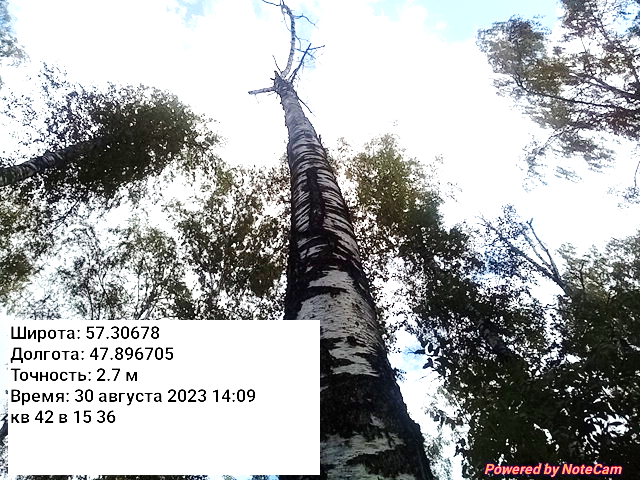 Широта: 57.30678
Долгота: 47.896705
Точность: 2.7 м
Время: 30 августа 2023 14:09
кв 42 в 15 36
Powered by NoteCam